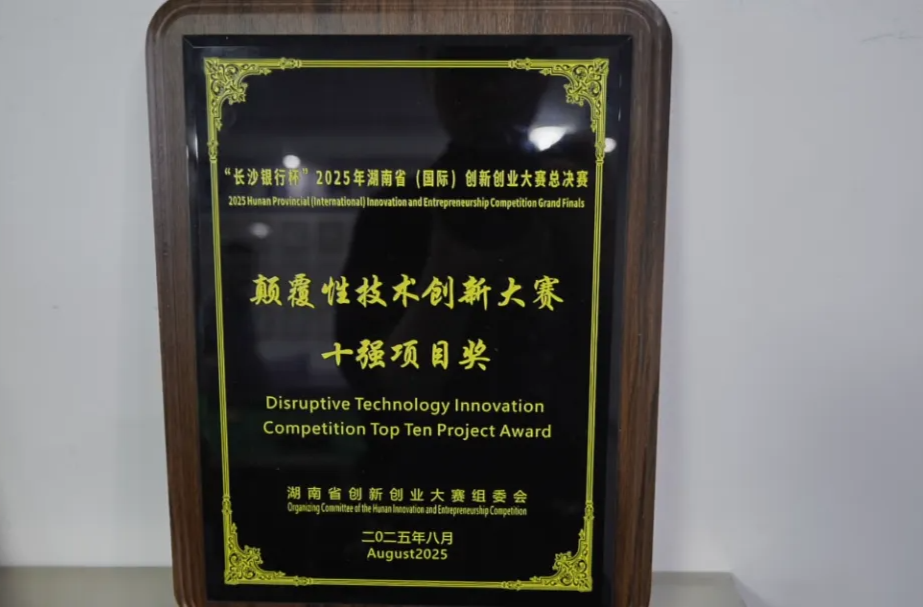 “长沙银行杯”2025年湖南省（国际）创新创业大赛总决赛
2025 Hunan Provincial (International) Innovation and Entrepreneurship Competition Grand Finals
颠覆性技术创新大赛
十强项目奖
Disruptive Technology Innovation
Competition Top Ten Project Award
湖南省创新创业大赛组委会
Organizing Committee of the Hunan Innovation and Entrepreneurship Competition
二〇二五年八月
August2025